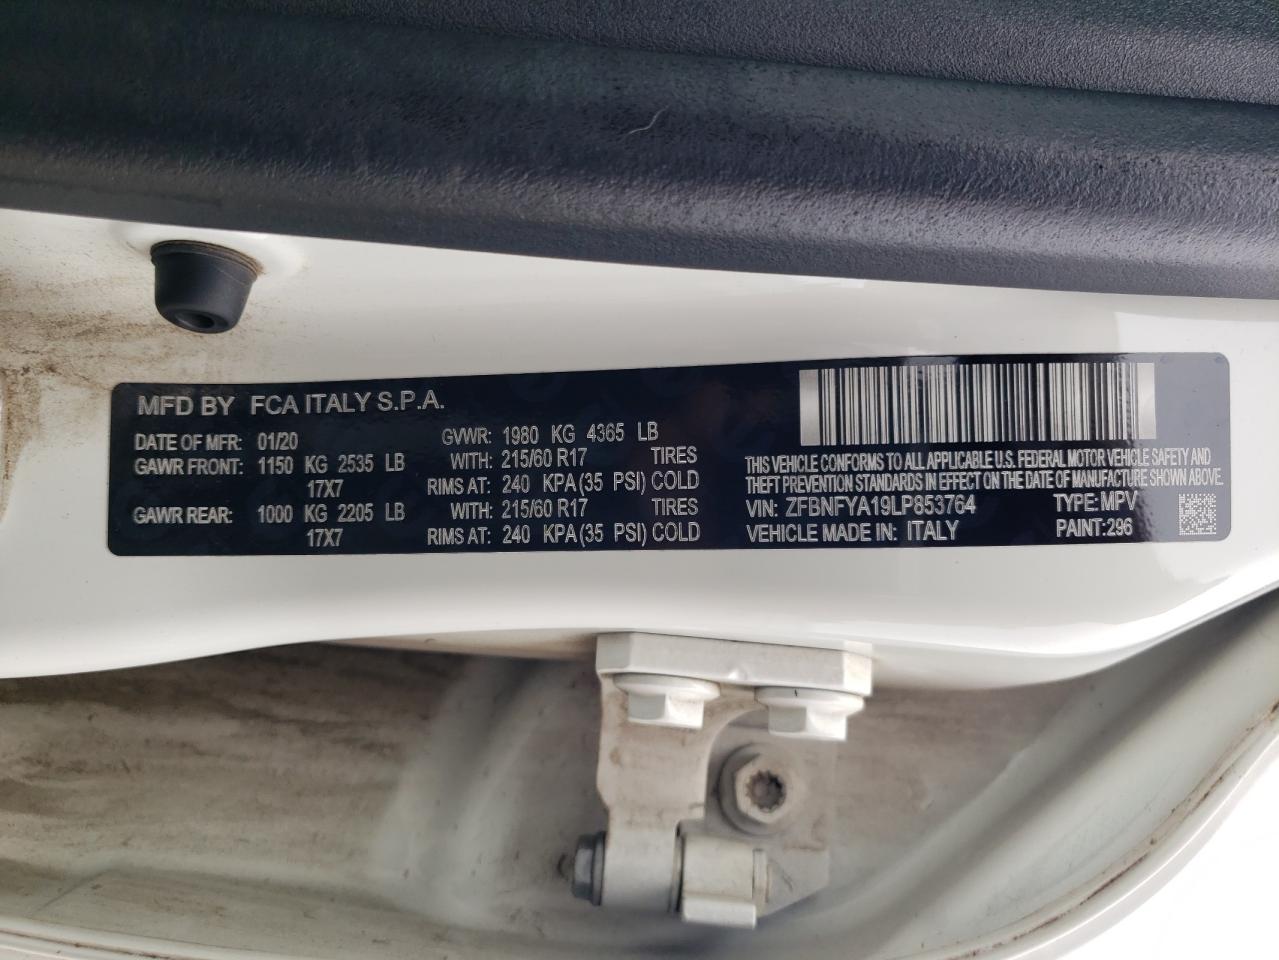 MFD BY FCA ITALY S.P.A.
DATE OF MFR: 01/20 GVWR: 1980 KG 4365 LB
GAWR FRONT: 1150 KG 2535 LB WITH: 215/60 R17 TIRES
17X7 RIMS AT: 240 KPA(35 PSI) COLD
GAWR REAR: 1000 KG 2205 LB WITH: 215/60 R17 TIRES
17X7 RIMS AT: 240 KPA(35 PSI) COLD
THIS VEHICLE CONFORMS TO ALL APPLICABLE U.S. FEDERAL MOTOR VEHICLE SAFETY AND
THEFT PREVENTION STANDARDS IN EFFECT ON THE DATE OF MANUFACTURE SHOWN ABOVE.
VIN: ZFBNFYA19LP853764 TYPE: MPV
VEHICLE MADE IN: ITALY PAINT:296